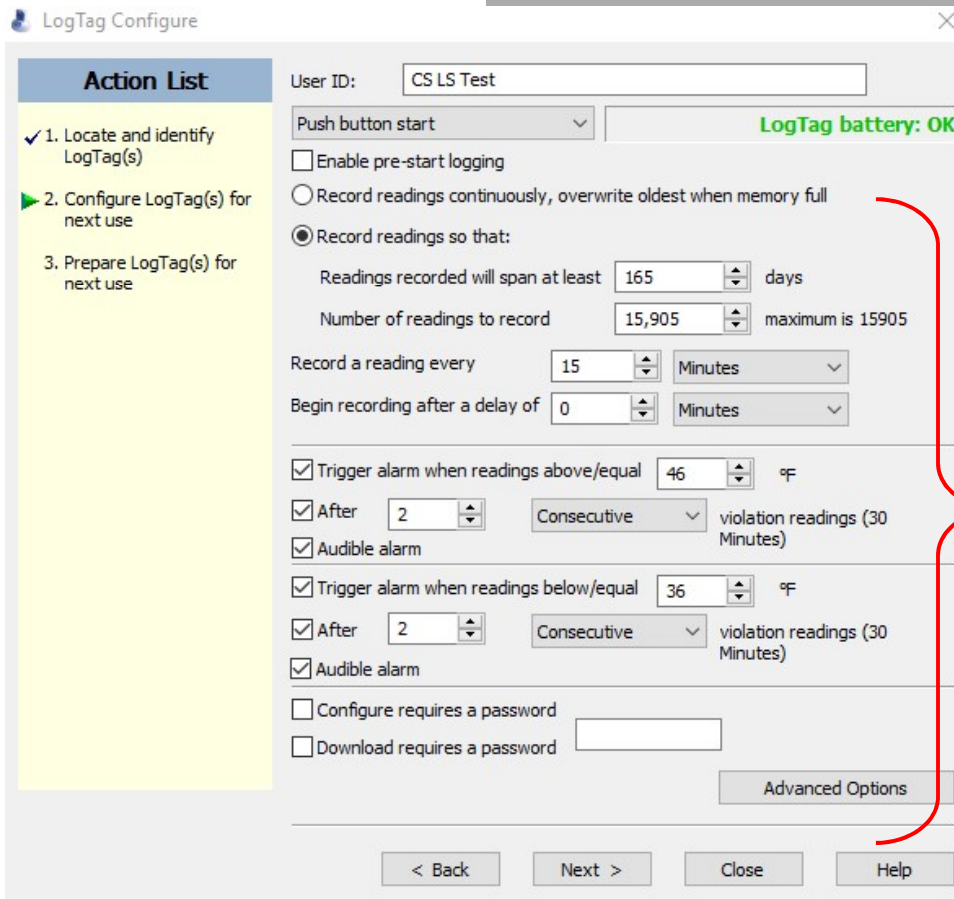 LogTag Configure
Action List
1. Locate and identify
LogTag(s)
2. Configure LogTag(s) for
next use
3. Prepare LogTag(s) for
next use
User ID: CS LS Test
Push button start LogTag battery: OK
Enable pre-start logging
Record readings continuously, overwrite oldest when memory full
Record readings so that:
Readings recorded will span at least 165 days
Number of readings to record 15,905 maximum is 15905
Record a reading every 15 Minutes
Begin recording after a delay of 0 Minutes
Trigger alarm when readings above/equal 46 °F
After 2 Consecutive violation readings (30
Minutes)
Audible alarm
Trigger alarm when readings below/equal 36 °F
After 2 Consecutive violation readings (30
Minutes)
Audible alarm
Configure requires a password
Download requires a password
Advanced Options
< Back Next > Close Help